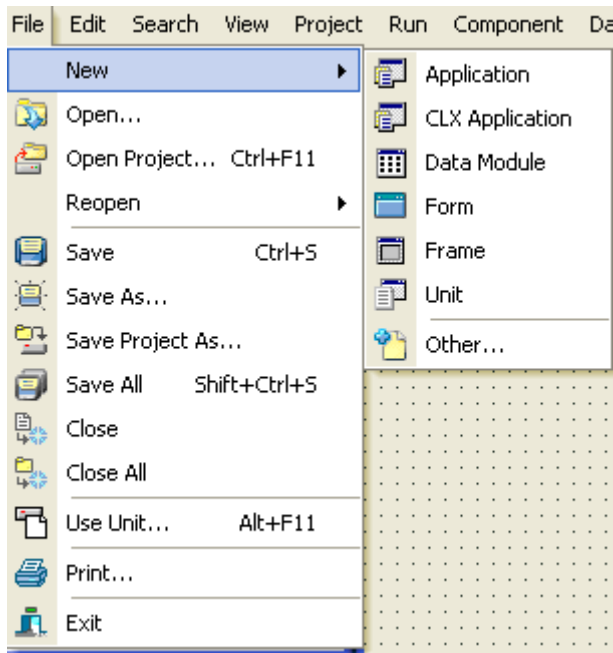 File Edit Search View Project Run Component Da
New
Open...
Open Project... Ctrl+F11
Reopen
Save Ctrl+S
Save As...
Save Project As...
Save All Shift+Ctrl+S
Close
Close All
Use Unit... Alt+F11
Print...
Exit
Application
CLX Application
Data Module
Form
Frame
Unit
Other...